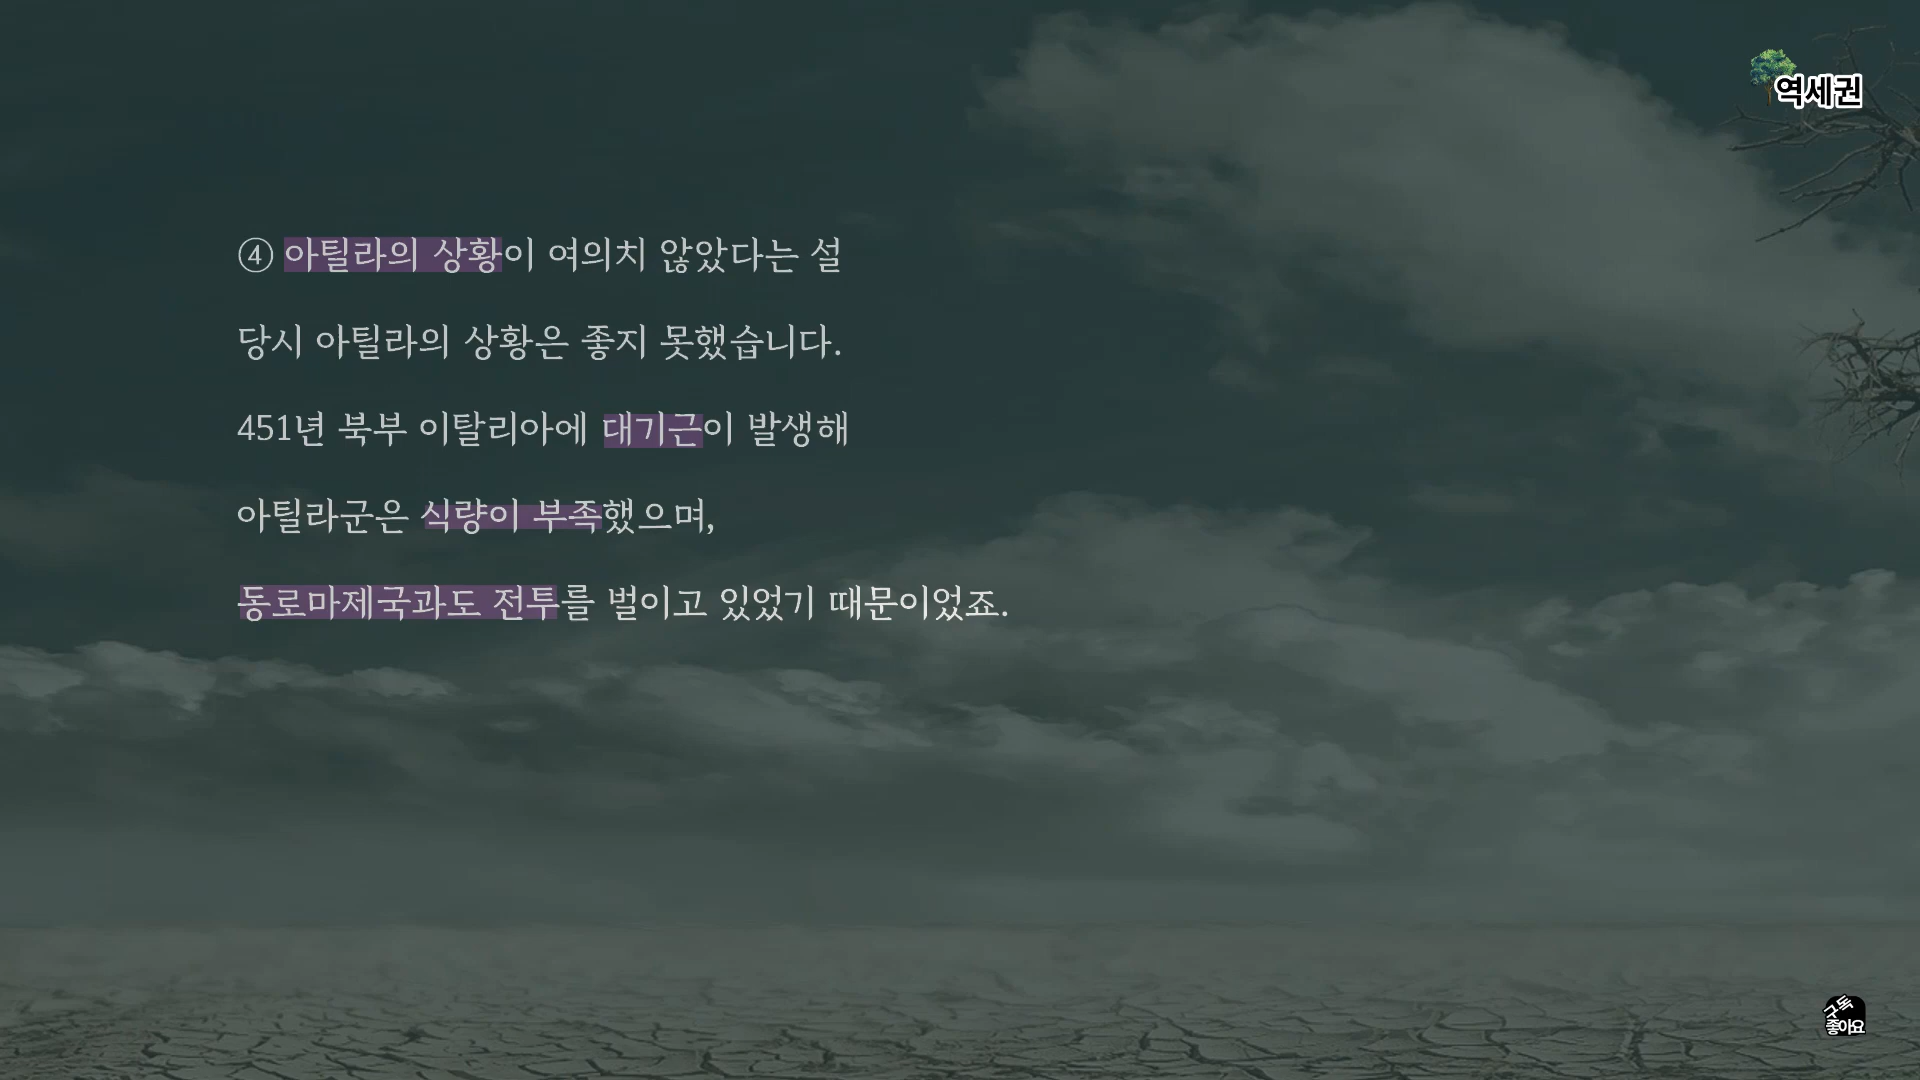 역세권
④ 아틸라의 상황이 여의치 않았다는 설
당시 아틸라의 상황은 좋지 못했습니다.
451년 북부 이탈리아에 대기근이 발생해
아틸라군은 식량이 부족했으며,
동로마제국과도 전투를 벌이고 있었기 때문이었죠.
구독
좋아요